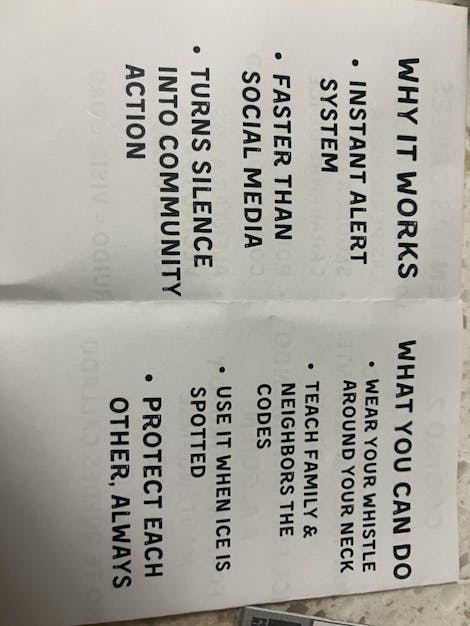 WHY IT WORKS
• INSTANT ALERT
SYSTEM
• FASTER THAN
SOCIAL MEDIA
• TURNS SILENCE
INTO COMMUNITY
ACTION
WHAT YOU CAN DO
• WEAR YOUR WHISTLE
AROUND YOUR NECK
• TEACH FAMILY &
NEIGHBORS THE
CODES
• USE IT WHEN ICE IS
SPOTTED
• PROTECT EACH
OTHER, ALWAYS